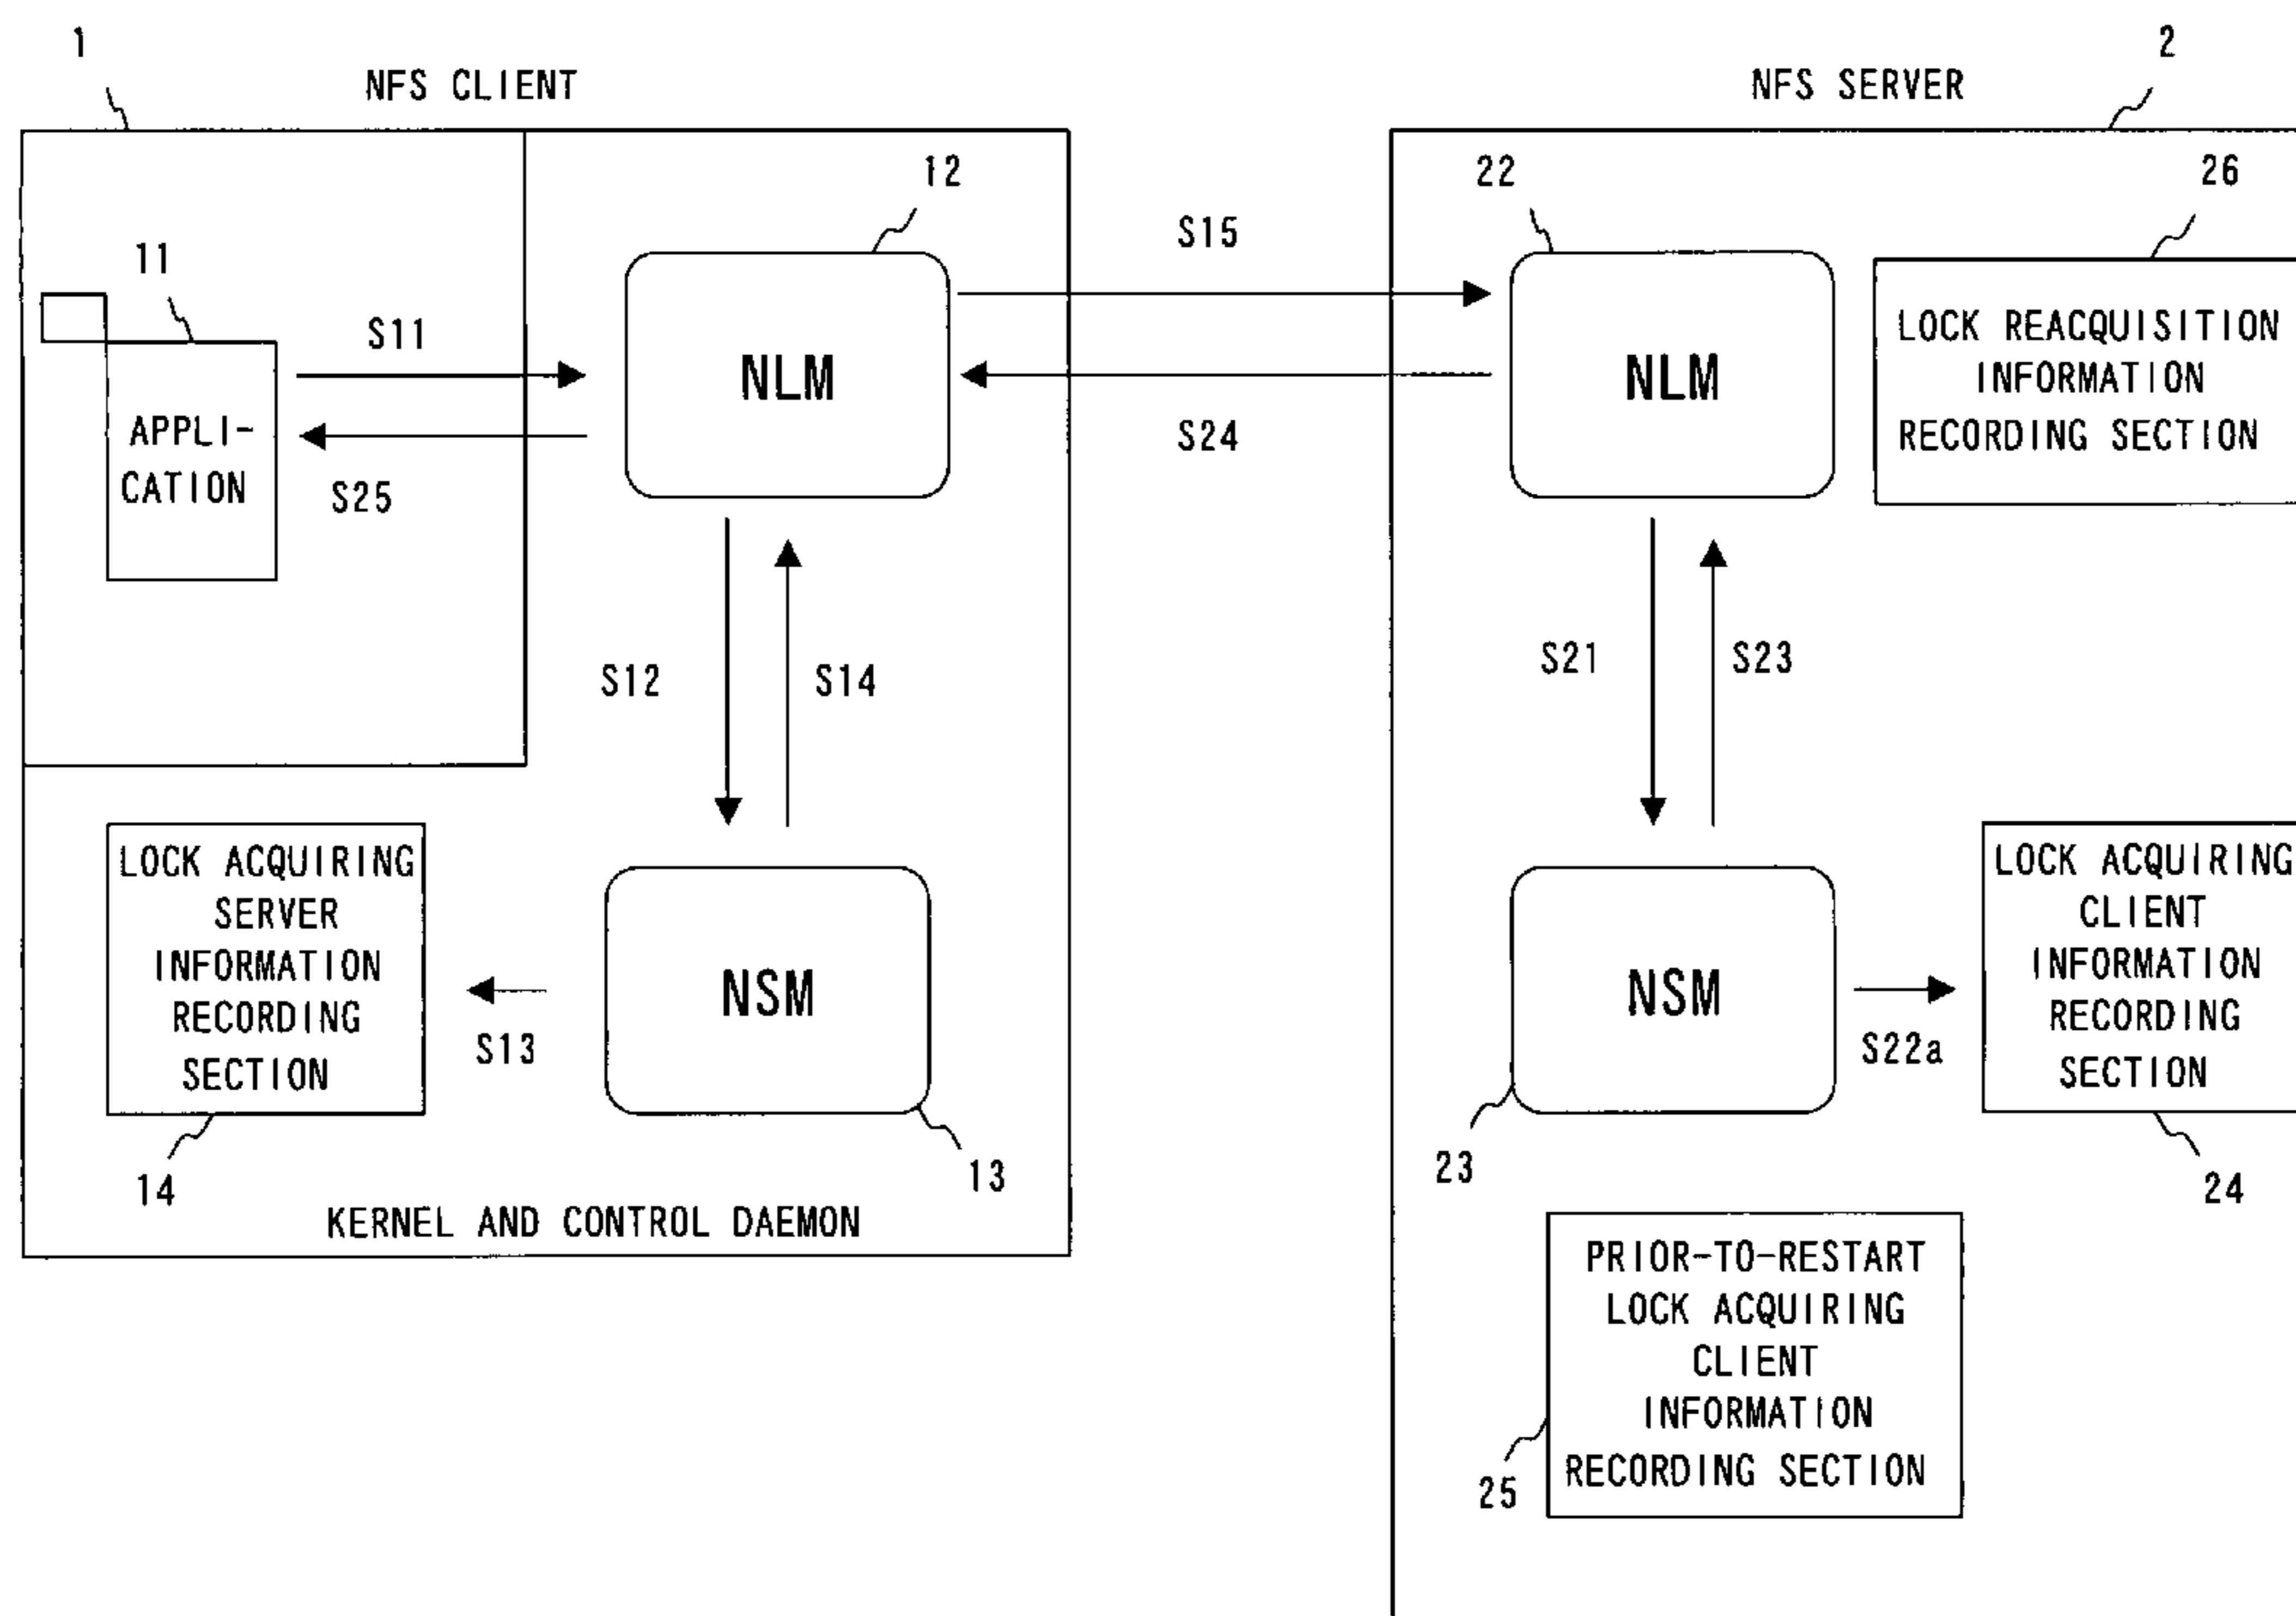 1
NFS CLIENT
NFS SERVER
2
12
22
26
S15
11
S11
NLM
NLM
LOCK REACQUISITION
INFORMATION
RECORDING SECTION
APPLI-
CATION
S24
S25
S12
S14
S21
S23
LOCK ACQUIRING
SERVER
INFORMATION
RECORDING
SECTION
S13
NSM
NSM
S22a
LOCK ACQUIRING
CLIENT
INFORMATION
RECORDING
SECTION
14
13
23
24
KERNEL AND CONTROL DAEMON
PRIOR-TO-RESTART
LOCK ACQUIRING
CLIENT
INFORMATION
RECORDING SECTION
25